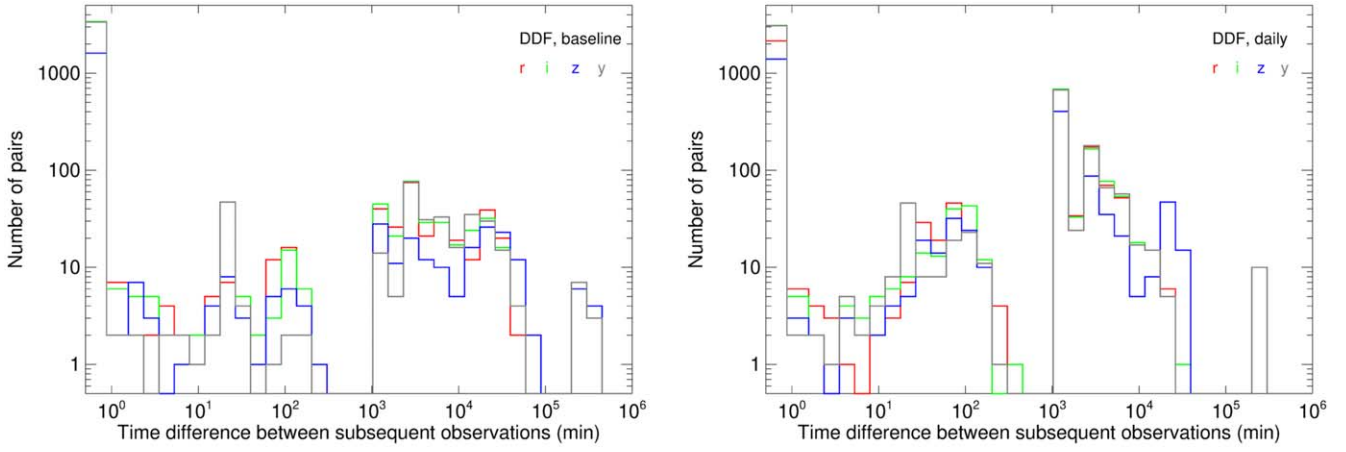 DDF, baseline
r i z y
1000
100
10
1
Number of pairs
10⁰ 10¹ 10² 10³ 10⁴ 10⁵ 10⁶
Time difference between subsequent observations (min)
DDF, daily
r i z y
1000
100
10
1
Number of pairs
10⁰ 10¹ 10² 10³ 10⁴ 10⁵ 10⁶
Time difference between subsequent observations (min)